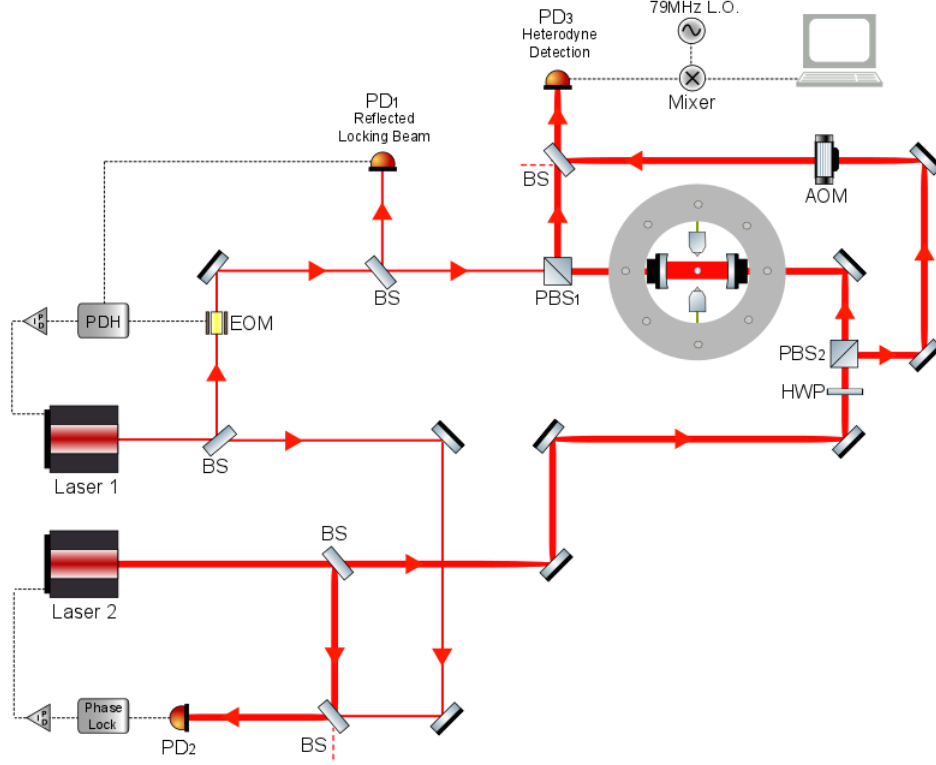 79MHz L.O.
PD3
Heterodyne
Detection
Mixer
PD1
Reflected
Locking Beam
BS
AOM
BS
PBS1
EOM
PDH
P
I
D
PBS2
HWP
BS
Laser 1
BS
Laser 2
Phase
Lock
P
I
D
PD2
BS